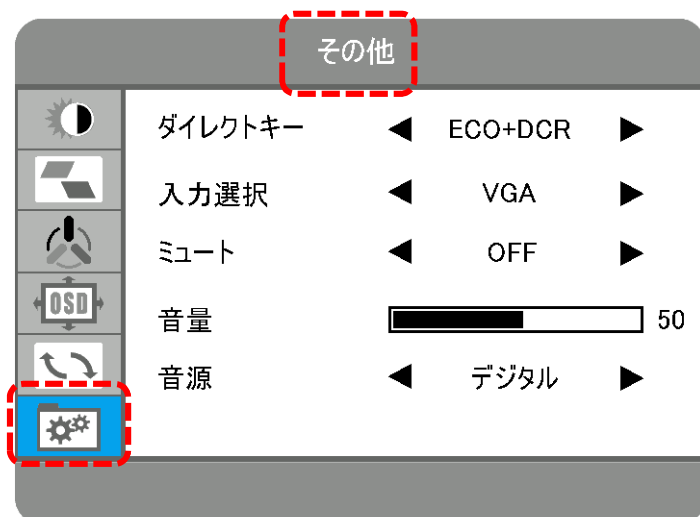 その他
ダイレクトキー ECO+DCR
入力選択 VGA
ミュート OFF
OSD
音量 50
音源 デジタル